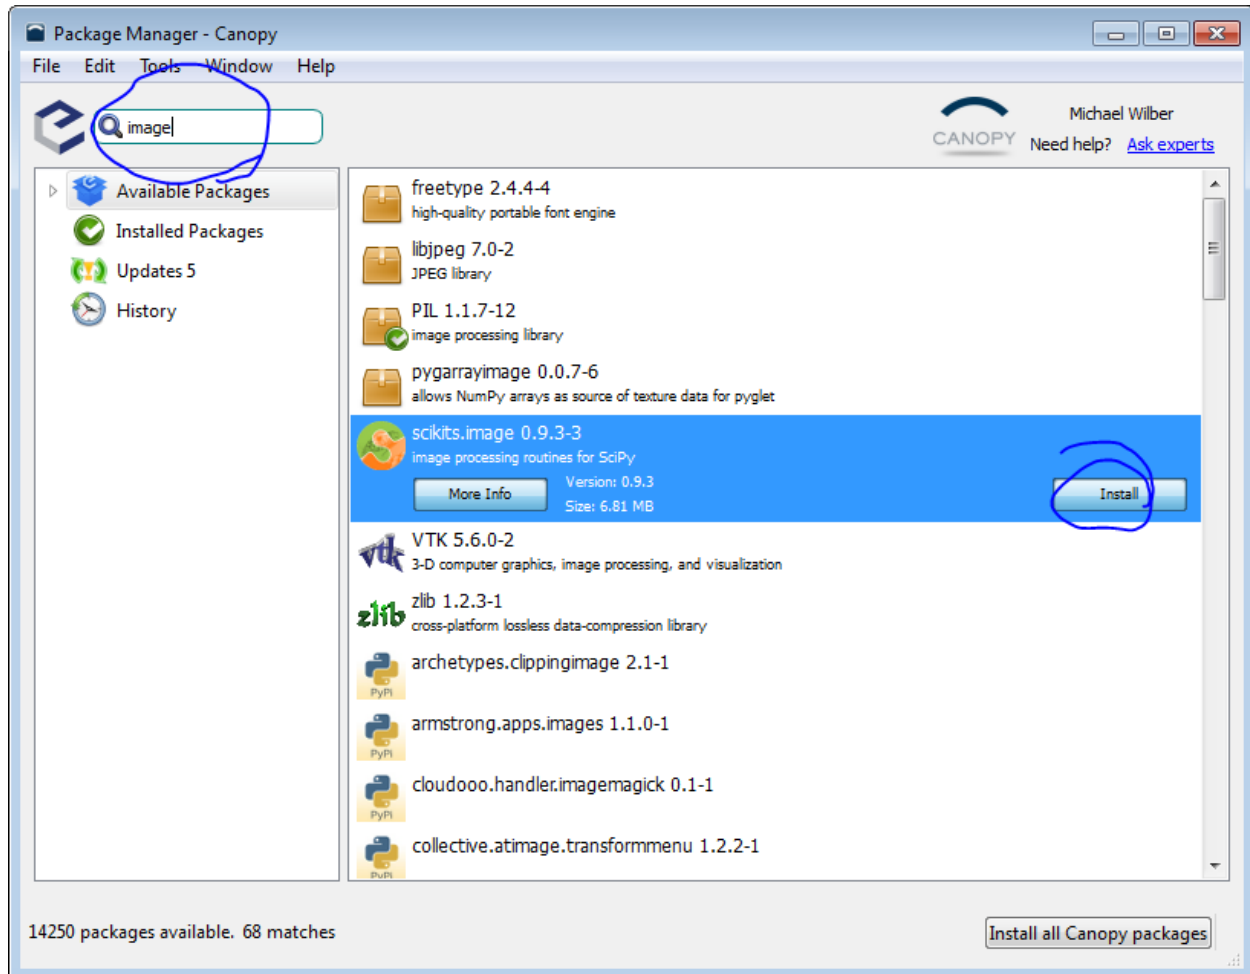 Package Manager - Canopy
File Edit Tools Window Help
image
CANOPY
Michael Wilber
Need help? Ask experts
Available Packages
Installed Packages
Updates 5
History
freetype 2.4.4-4
high-quality portable font engine
libjpeg 7.0-2
JPEG library
PIL 1.1.7-12
image processing library
pygarrayimage 0.0.7-6
allows NumPy arrays as source of texture data for pyglet
scikits.image 0.9.3-3
image processing routines for SciPy
More Info
Version: 0.9.3
Size: 6.81 MB
Install
vtk
VTK 5.6.0-2
3-D computer graphics, image processing, and visualization
zlib
zlib 1.2.3-1
cross-platform lossless data-compression library
PyPi
archetypes.clippingimage 2.1-1
PyPi
armstrong.apps.images 1.1.0-1
PyPi
cloudooo.handler.imagemagick 0.1-1
PyPi
collective.atimage.transformmenu 1.2.2-1
14250 packages available. 68 matches
Install all Canopy packages